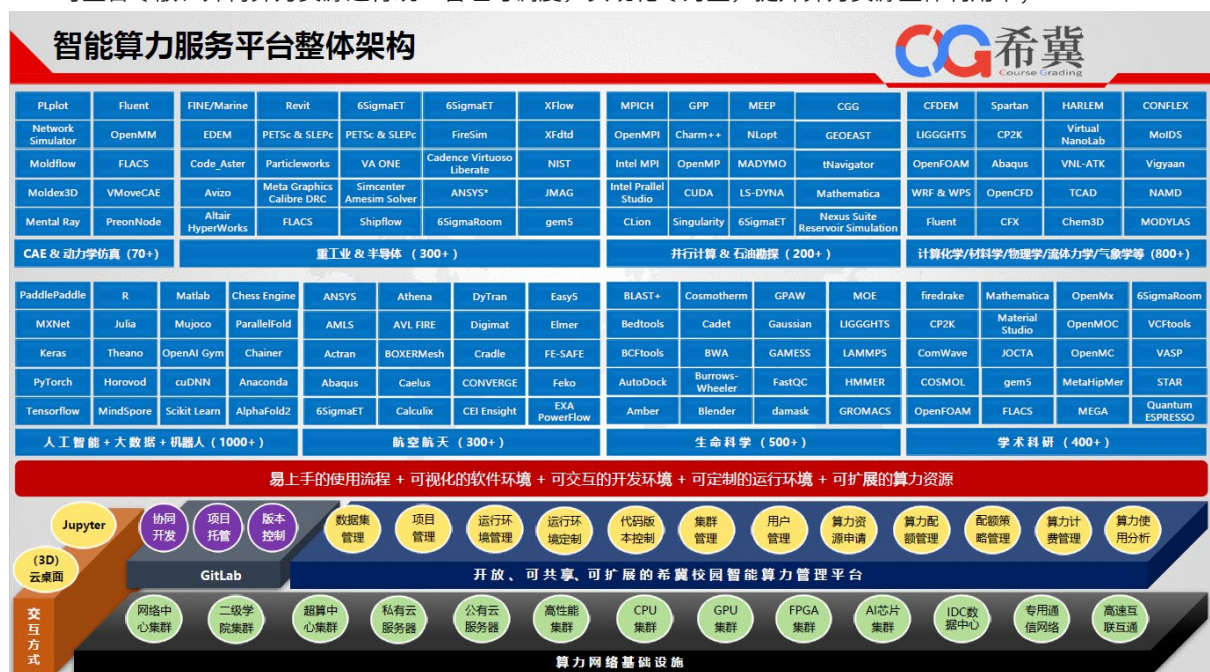 智能算力服务平台整体架构
希冀
Course Grading
PLplot Fluent FINE/Marine Revit 6SigmaET 6SigmaET XFlow MPICH GPP MEEP CGG CFDEM Spartan HARLEM CONFLEX
Network Simulator OpenMM EDEM PETSc & SLEPc PETSc & SLEPc FireSim XFdtd OpenMPI Charm++ NLopt GEOEAST LIGGGHTS CP2K Virtual NanoLab MolDS
Moldflow FLACS Code_Aster Particleworks VA ONE Cadence Virtuoso Liberate NIST Intel MPI OpenMP MADYMO tNavigator OpenFOAM Abaqus VNL-ATK Vigyaan
Moldex3D VMoveCAE Avizo Meta Graphics Calibre DRC Simcenter Amesim Solver ANSYS* JMAG Intel Prallel Studio CUDA LS-DYNA Mathematica WRF & WPS OpenCFD TCAD NAMD
Mental Ray PreonNode Altair HyperWorks FLACS Shipflow 6SigmaRoom gem5 CLion Singularity 6SigmaET Nexus Suite Reservoir Simulation Fluent CFX Chem3D MODYLAS
CAE & 动力学仿真（70+） 重工业 & 半导体 （300+） 并行计算 & 石油勘探（200+） 计算化学/材料学/物理学/流体力学/气象学等（800+）
PaddlePaddle R Matlab Chess Engine ANSYS Athena DyTran Easy5 BLAST+ Cosmotherm GPAW MOE firedrake Mathematica OpenMx 6SigmaRoom
MXNet Julia Mujoco ParallelFold AMLS AVL FIRE Digimat Elmer Bedtools Cadet Gaussian LIGGGHTS CP2K Material Studio OpenMOC VCFtools
Keras Theano OpenAI Gym Chainer Actran BOXERMesh Cradle FE-SAFE BCFtools BWA GAMESS LAMMPS ComWave JOCTA OpenMC VASP
PyTorch Horovod cuDNN Anaconda Abaqus Caelus CONVERGE Feko AutoDock Burrows-Wheeler FastQC HMMER COSMOL gem5 MetaHipMer STAR
Tensorflow MindSpore Scikit Learn AlphaFold2 6SigmaET Calculix CEI Ensight EXA PowerFlow Amber Blender damask GROMACS OpenFOAM FLACS MEGA Quantum ESPRESSO
人工智能+大数据+机器人（1000+） 航空航天（300+） 生命科学（500+） 学术科研（400+）
易上手的使用流程 + 可视化的软件环境 + 可交互的开发环境 + 可定制的运行环境 + 可扩展的算力资源
Jupyter 协同开发 项目托管 版本控制 数据集管理 项目管理 运行环境管理 运行环境定制 代码版本控制 集群管理 用户管理 算力资源申请 算力配额管理 配额策略管理 算力计费管理 算力使用分析
(3D)云桌面 GitLab 开放、可共享、可扩展的希冀校园智能算力管理平台
交互方式 网络中心集群 二级学院集群 超算中心集群 私有云服务器 公有云服务器 高性能集群 CPU集群 GPU集群 FPGA集群 AI芯片集群 IDC数据中心 专用通信网络 高速互联互通
算力网络基础设施